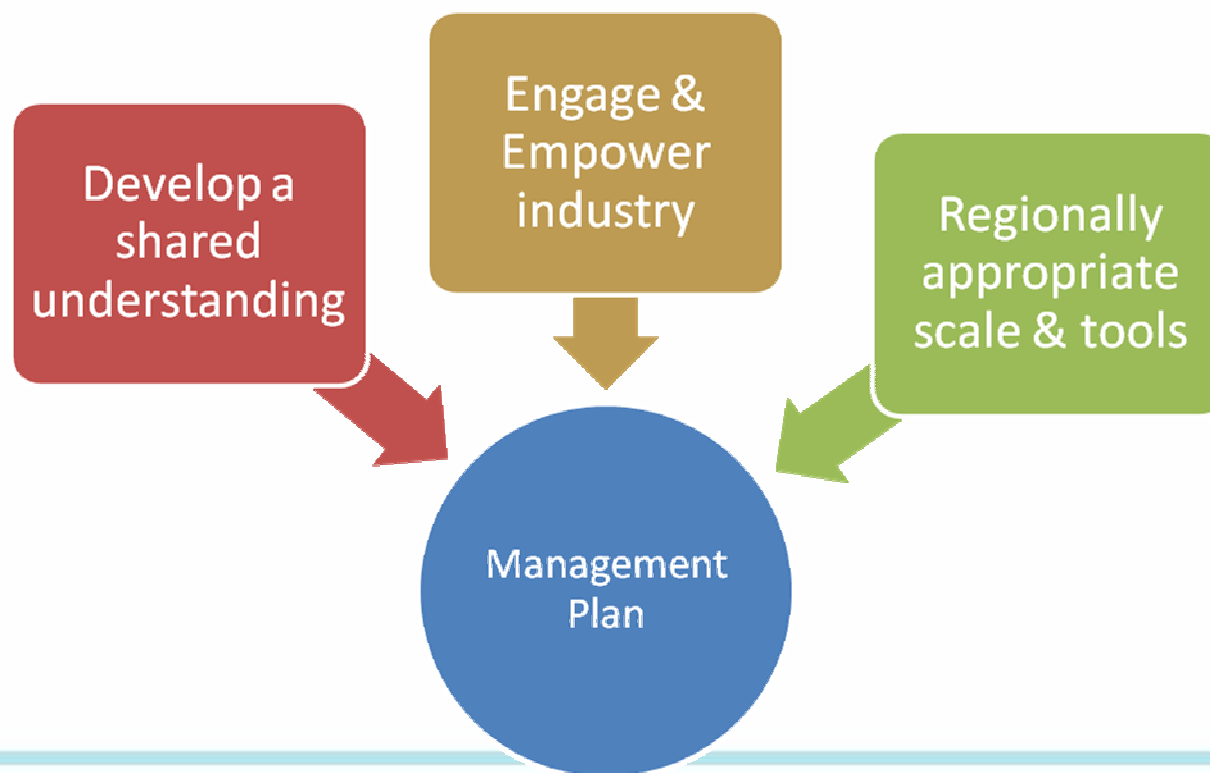 Develop a
shared
understanding
Engage &
Empower
industry
Regionally
appropriate
scale & tools
Management
Plan